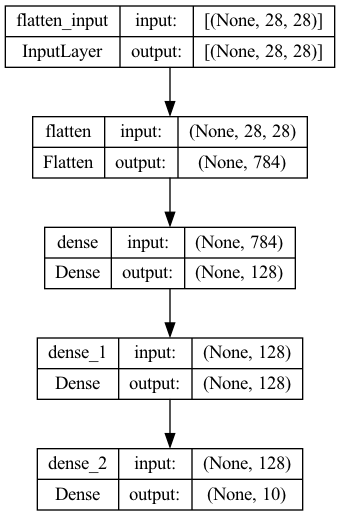 flatten_input input: [(None, 28, 28)]
InputLayer output: [(None, 28, 28)]
flatten input: (None, 28, 28)
Flatten output: (None, 784)
dense input: (None, 784)
Dense output: (None, 128)
dense_1 input: (None, 128)
Dense output: (None, 128)
dense_2 input: (None, 128)
Dense output: (None, 10)